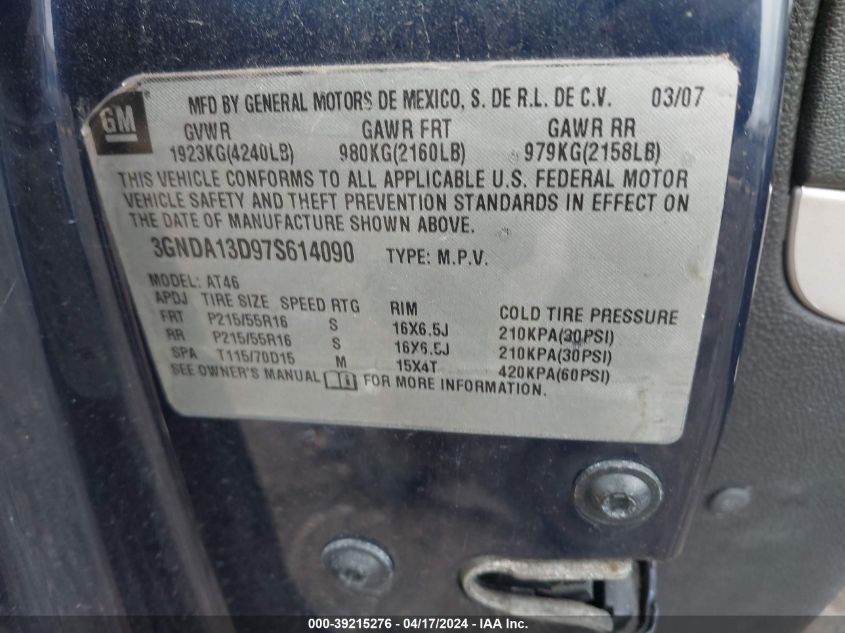 GM
MFD BY GENERAL MOTORS DE MEXICO, S. DE R.L. DE C.V. 03/07
GVWR GAWR FRT GAWR RR
1923KG(4240LB) 980KG(2160LB) 979KG(2158LB)
THIS VEHICLE CONFORMS TO ALL APPLICABLE U.S. FEDERAL MOTOR
VEHICLE SAFETY AND THEFT PREVENTION STANDARDS IN EFFECT ON
THE DATE OF MANUFACTURE SHOWN ABOVE.
3GNDA13D97S614090 TYPE: M.P.V.
MODEL: AT46
APDJ TIRE SIZE SPEED RTG RIM COLD TIRE PRESSURE
FRT P215/55R16 S 16X6.5J 210KPA(30PSI)
RR P215/55R16 S 16X6.5J 210KPA(30PSI)
SPA T115/70D15 M 15X4T 420KPA(60PSI)
SEE OWNER'S MANUAL FOR MORE INFORMATION.
000-39215276 - 04/17/2024 - IAA Inc.